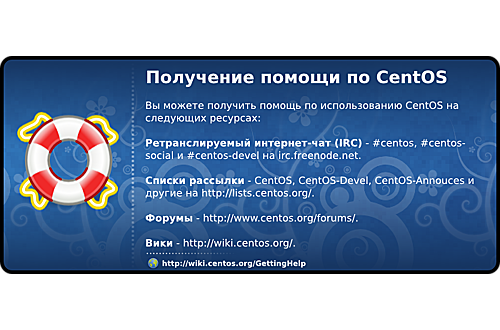 Получение помощи по CentOS
Вы можете получить помощь по использованию CentOS на
следующих ресурсах:
Ретранслируемый интернет-чат (IRC) - #centos, #centos-
social и #centos-devel на irc.freenode.net.
Списки рассылки - CentOS, CentOS-Devel, CentOS-Annouces и
другие на http://lists.centos.org/.
Форумы - http://www.centos.org/forums/.
Вики - http://wiki.centos.org/.
http://wiki.centos.org/GettingHelp